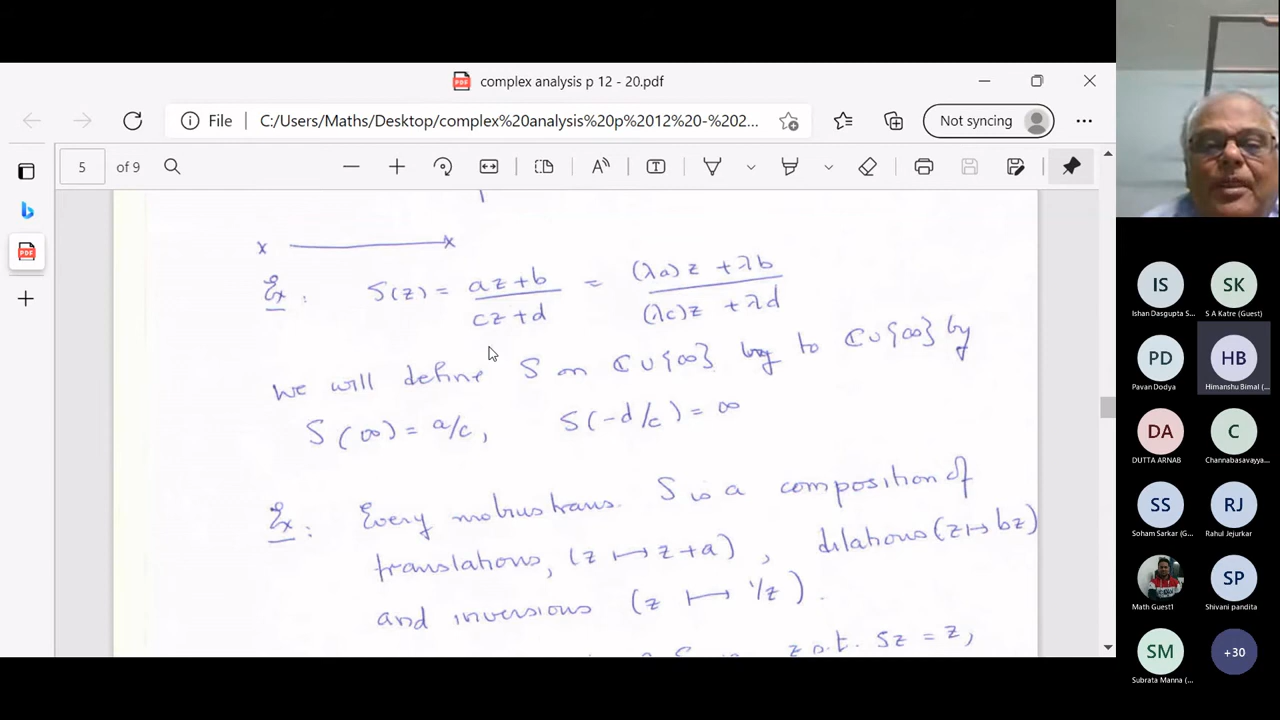 complex analysis p 12 - 20.pdf
File
C:/Users/Maths/Desktop/complex%20analysis%20p%2012%20-%202...
Not syncing
5 of 9
Ex: S(z) = az+b / cz+d = (λa)z + λb / (λc)z + λd
we will define S on ℂ ∪ {∞} to ℂ ∪ {∞} by
S(∞) = a/c, S(-d/c) = ∞
Ex: Every mobius trans. S is a composition of
translations, (z ↦ z+a), dilations (z ↦ bz)
and inversions (z ↦ 1/z).
z s.t. Sz = z,
IS
Ishan Dasgupta S...
SK
S A Katre (Guest)
PD
Pavan Dodya
HB
Himanshu Bimal (...
DA
DUTTA ARNAB
C
Channabasavayya...
SS
Soham Sarkar (G...
RJ
Rahul Jejurkar
Math Guest1
SP
Shivani pandita
SM
Subrata Manna (...
+30